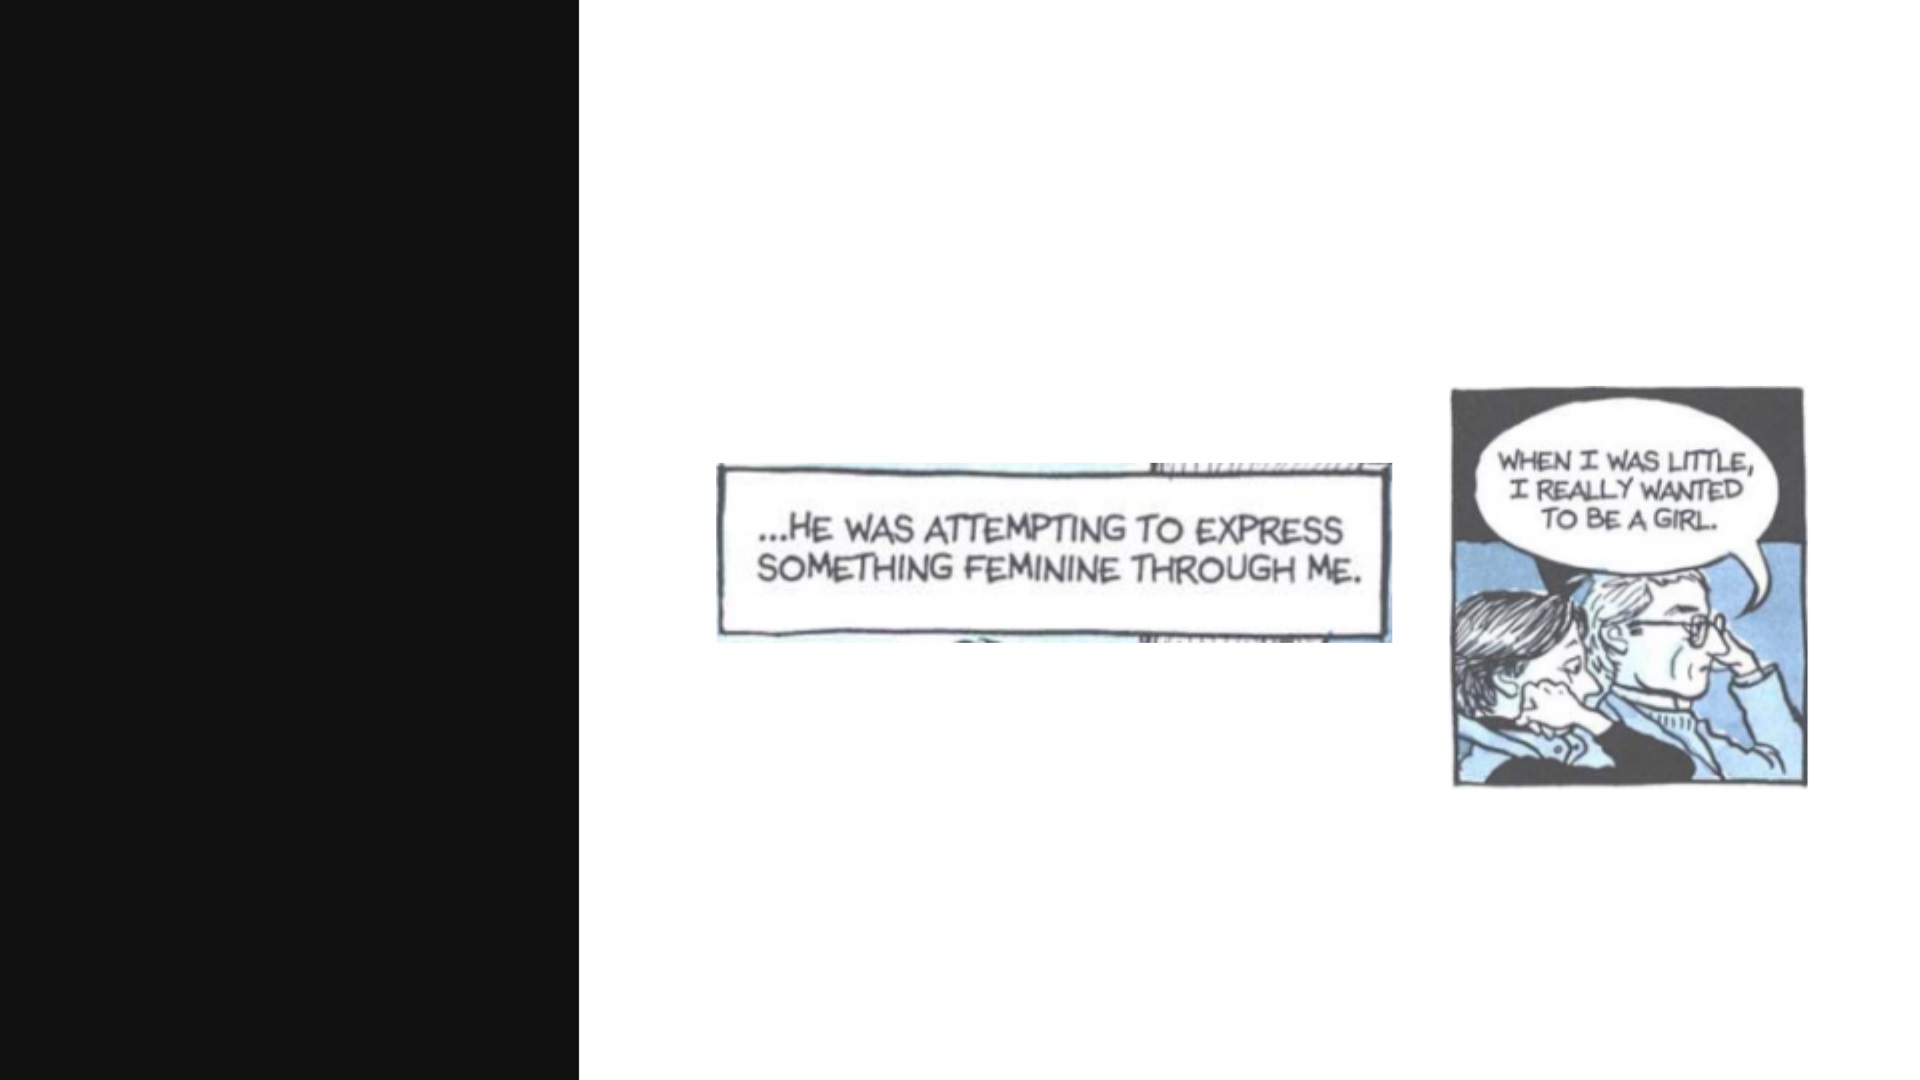 ...HE WAS ATTEMPTING TO EXPRESS
SOMETHING FEMININE THROUGH ME.
WHEN I WAS LITTLE,
I REALLY WANTED
TO BE A GIRL.